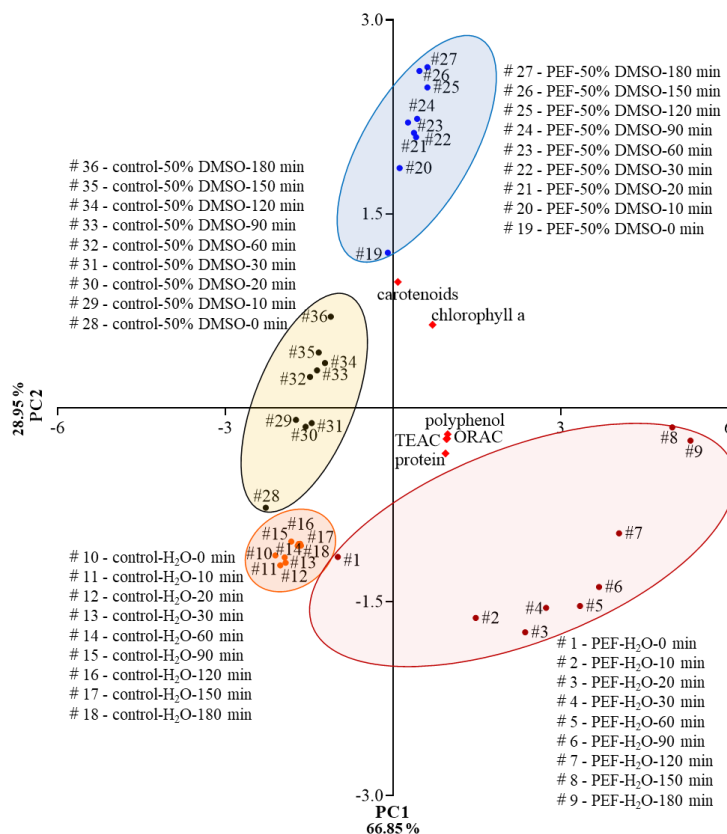 3.0
#27
#26
#25
#24
#23
#22
#21
#20
#19
# 27 - PEF-50% DMSO-180 min
# 26 - PEF-50% DMSO-150 min
# 25 - PEF-50% DMSO-120 min
# 24 - PEF-50% DMSO-90 min
# 23 - PEF-50% DMSO-60 min
# 22 - PEF-50% DMSO-30 min
# 21 - PEF-50% DMSO-20 min
# 20 - PEF-50% DMSO-10 min
# 19 - PEF-50% DMSO-0 min
# 36 - control-50% DMSO-180 min
# 35 - control-50% DMSO-150 min
# 34 - control-50% DMSO-120 min
# 33 - control-50% DMSO-90 min
# 32 - control-50% DMSO-60 min
# 31 - control-50% DMSO-30 min
# 30 - control-50% DMSO-20 min
# 29 - control-50% DMSO-10 min
# 28 - control-50% DMSO-0 min
1.5
carotenoids
chlorophyll a
#36
#35
#34
#33
#32
#29
#31
#30
#28
28.95 %
PC2
-6
-3
3
6
polyphenol
TEAC
ORAC
protein
#8
#9
#7
#6
#5
#4
#3
#2
#1
#16
#15
#17
#14
#18
#10
#13
#11
#12
-1.5
# 10 - control-H₂O-0 min
# 11 - control-H₂O-10 min
# 12 - control-H₂O-20 min
# 13 - control-H₂O-30 min
# 14 - control-H₂O-60 min
# 15 - control-H₂O-90 min
# 16 - control-H₂O-120 min
# 17 - control-H₂O-150 min
# 18 - control-H₂O-180 min
# 1 - PEF-H₂O-0 min
# 2 - PEF-H₂O-10 min
# 3 - PEF-H₂O-20 min
# 4 - PEF-H₂O-30 min
# 5 - PEF-H₂O-60 min
# 6 - PEF-H₂O-90 min
# 7 - PEF-H₂O-120 min
# 8 - PEF-H₂O-150 min
# 9 - PEF-H₂O-180 min
-3.0
PC1
66.85 %